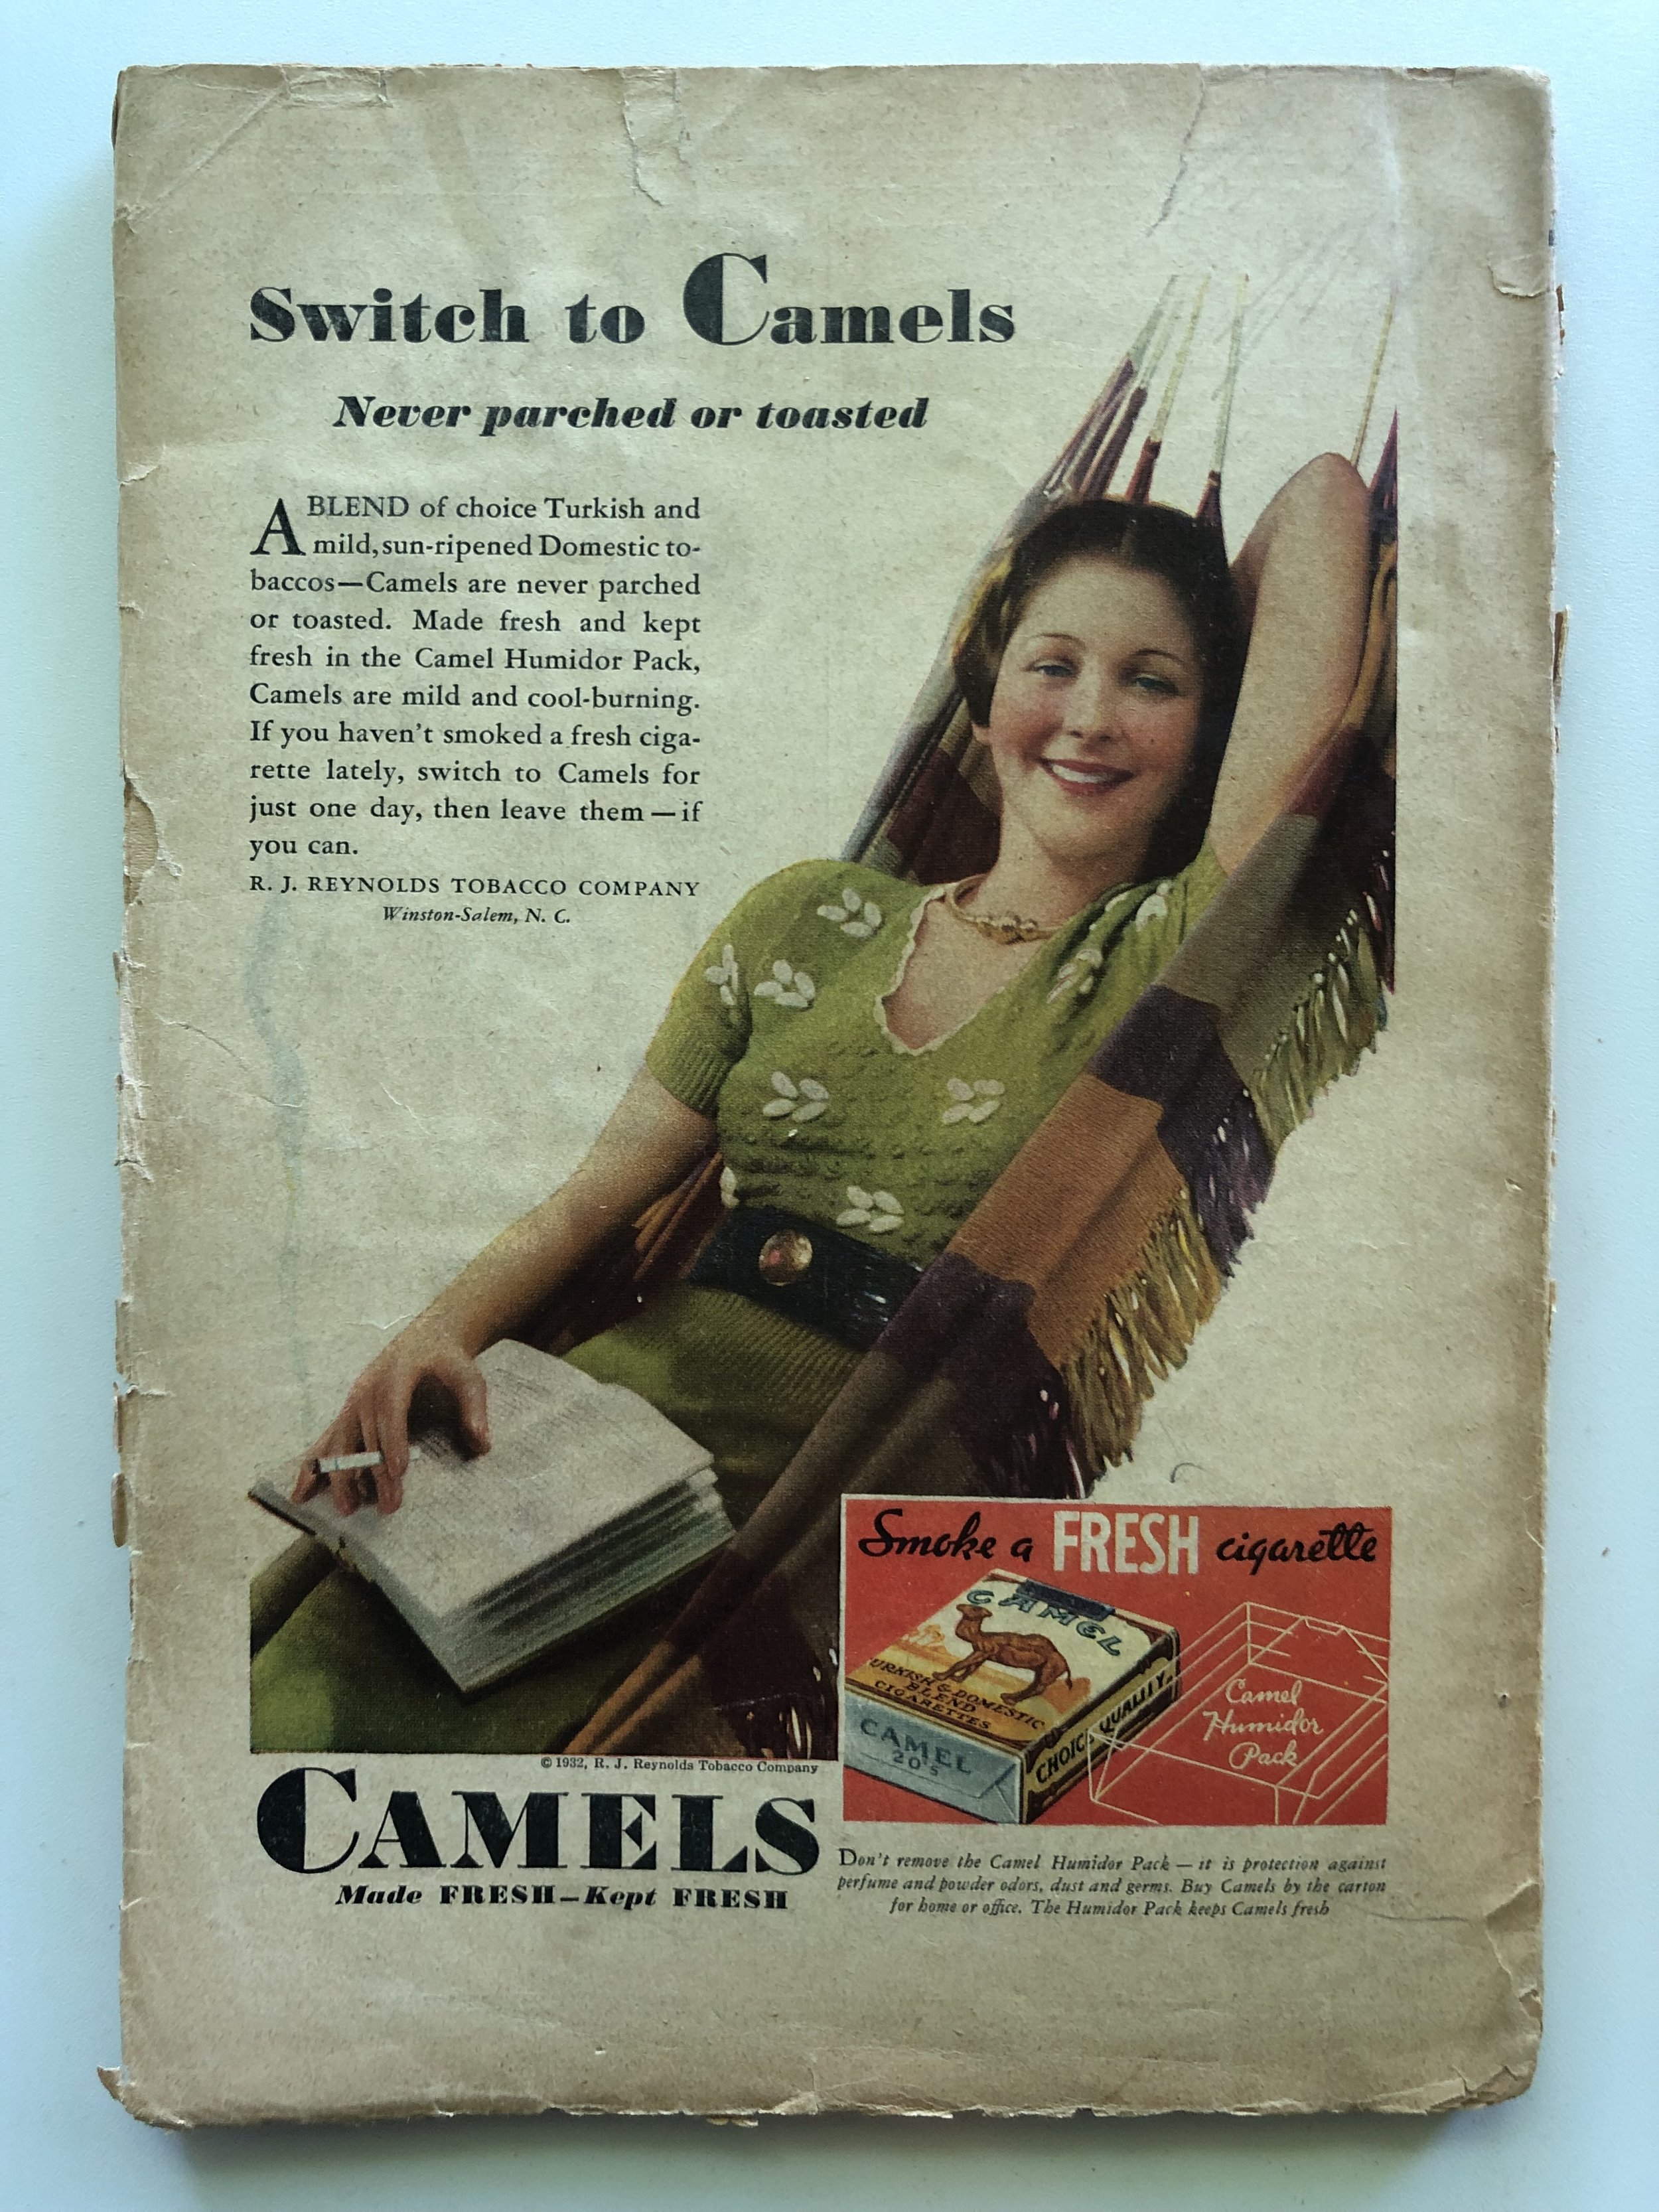 Switch to Camels
Never parched or toasted
A BLEND of choice Turkish and
mild, sun-ripened Domestic to-
baccos—Camels are never parched
or toasted. Made fresh and kept
fresh in the Camel Humidor Pack,
Camels are mild and cool-burning.
If you haven't smoked a fresh ciga-
rette lately, switch to Camels for
just one day, then leave them—if
you can.
R. J. REYNOLDS TOBACCO COMPANY
Winston-Salem, N. C.
Smoke a FRESH cigarette
CAMEL
TURKISH & DOMESTIC
BLEND
CIGARETTES
CAMEL
20's
CHOICE QUALITY
Camel
Humidor
Pack
© 1932, R. J. Reynolds Tobacco Company
CAMELS
Made FRESH—Kept FRESH
Don't remove the Camel Humidor Pack—it is protection against
perfume and powder odors, dust and germs. Buy Camels by the carton
for home or office. The Humidor Pack keeps Camels fresh